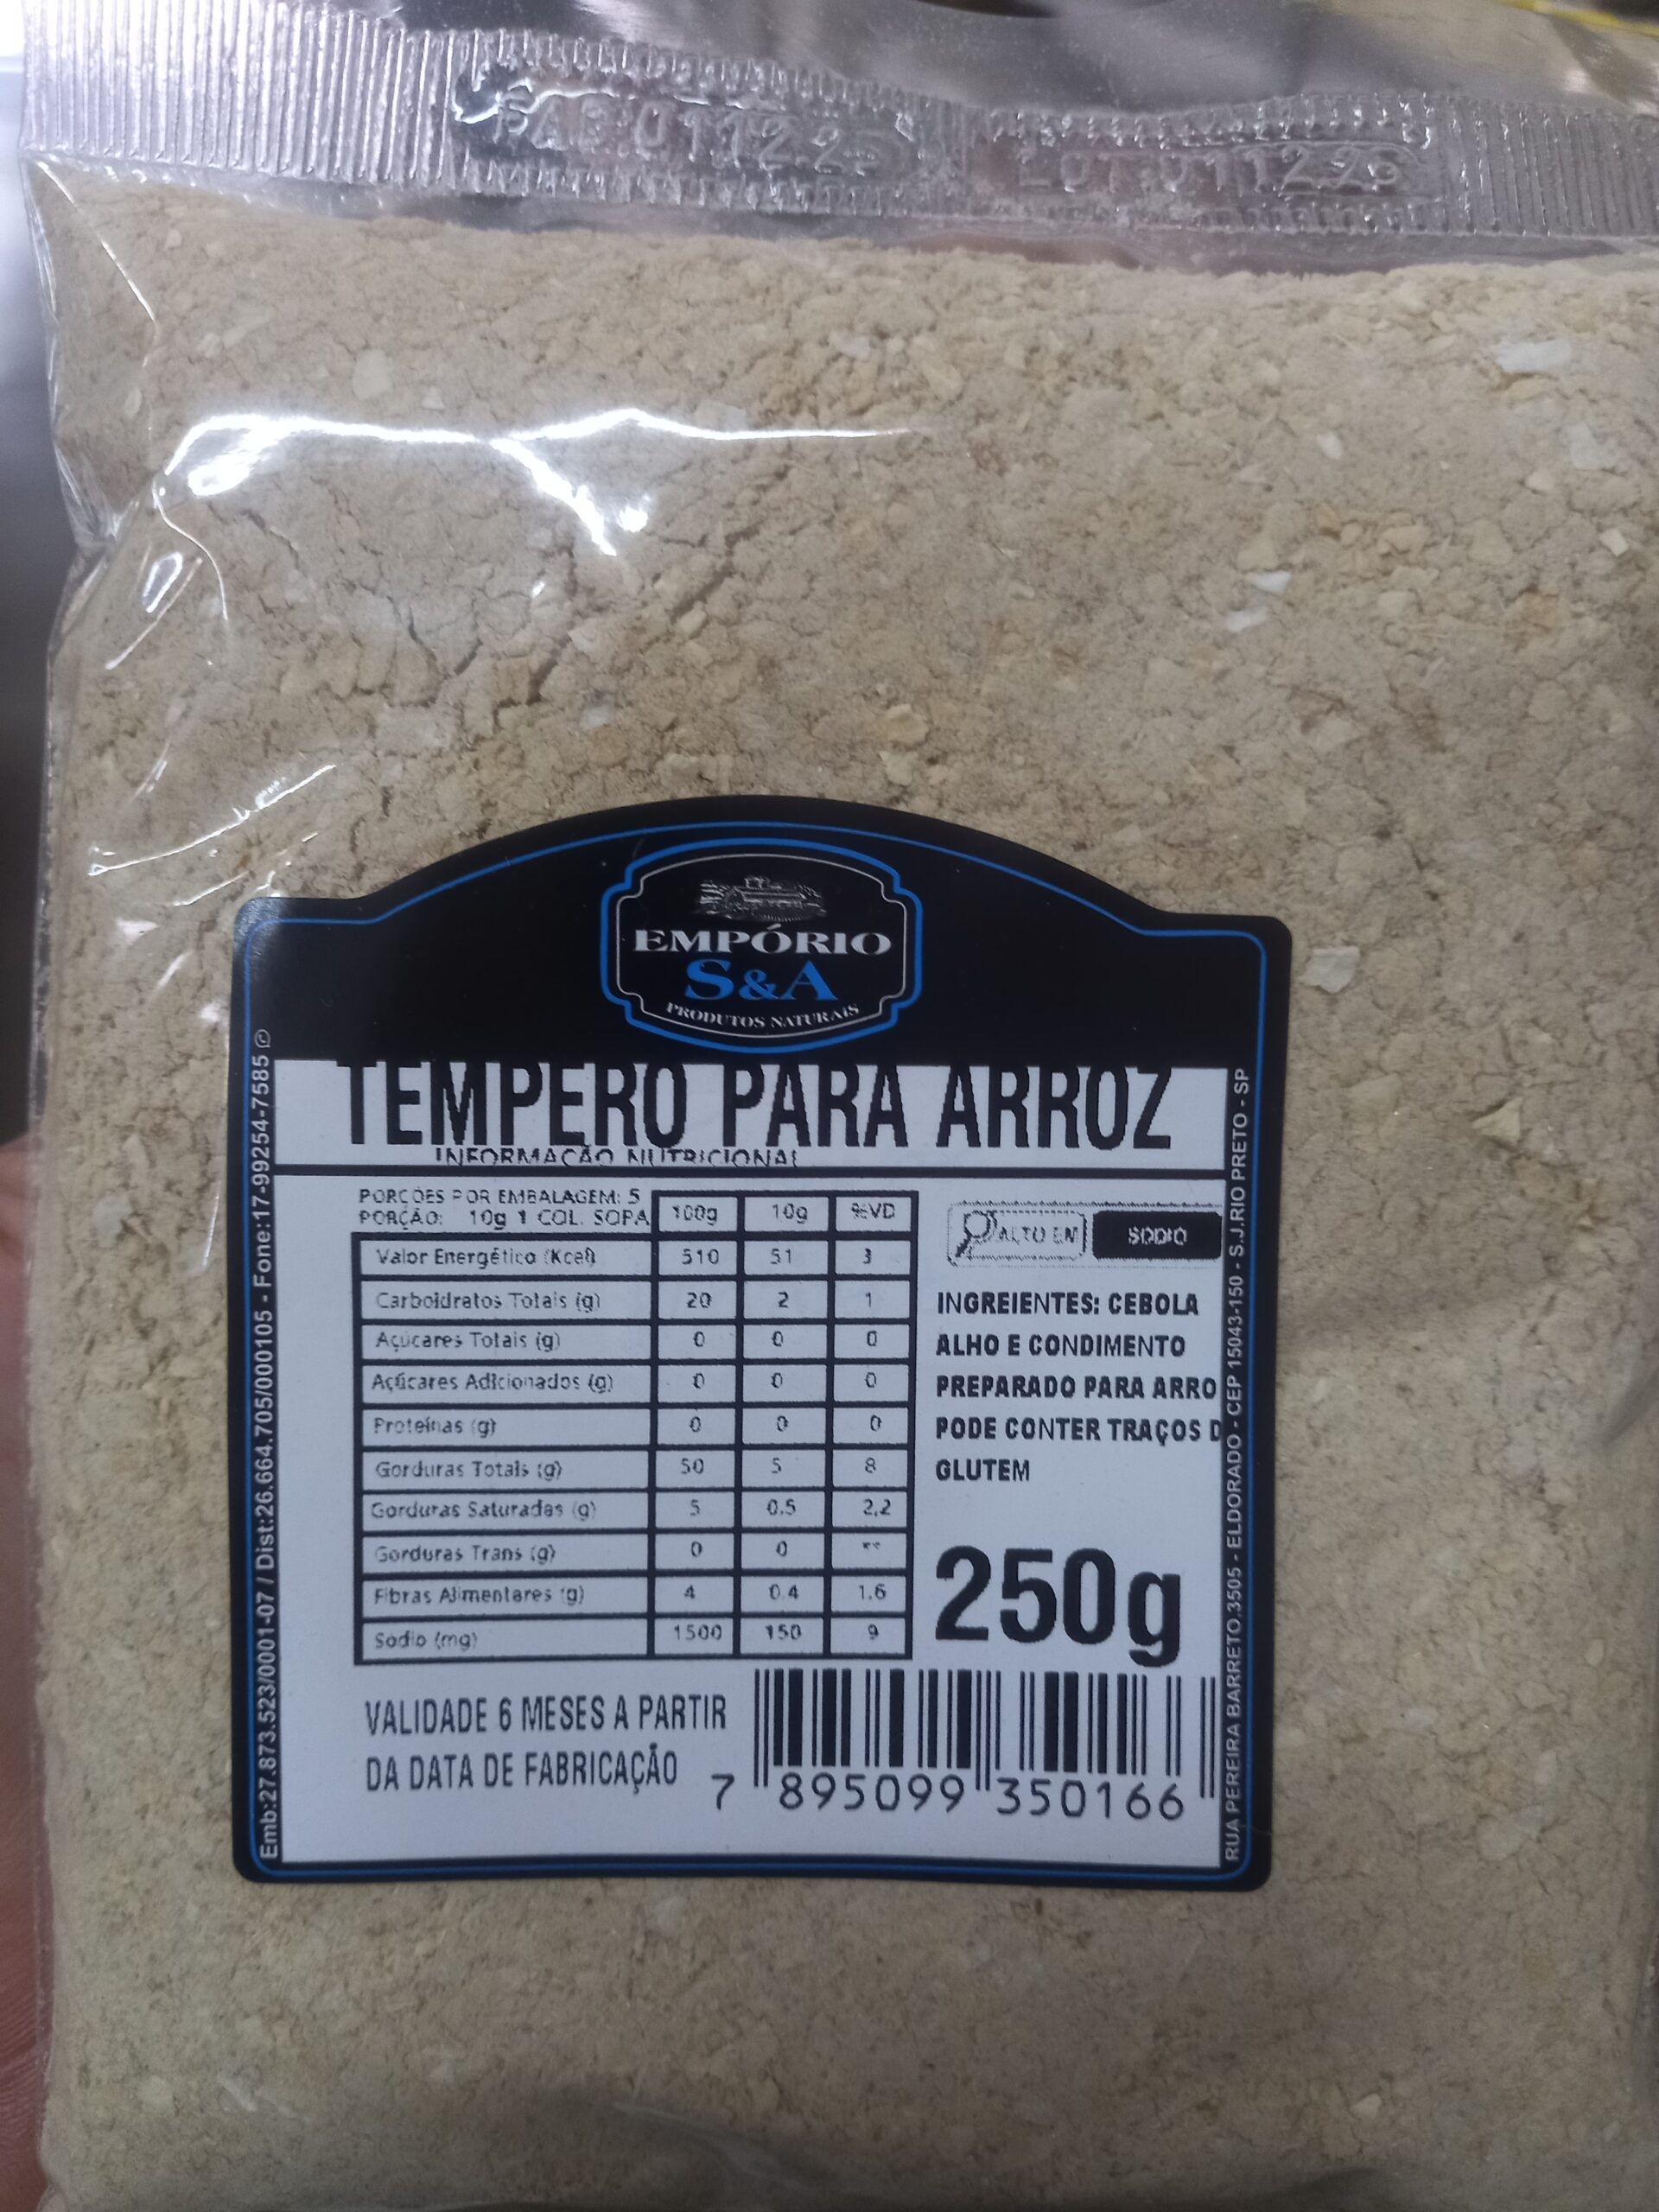 FAB:011225
LOT:011225
EMPÓRIO
S&A
PRODUTOS NATURAIS
TEMPERO PARA ARROZ
INFORMAÇÃO NUTRICIONAL
PORÇÕES POR EMBALAGEM: 5
PORÇÃO: 10g 1 COL. SOPA 100g 10g %VD
Valor Energético (Kcal) 510 51 3
Carboidratos Totais (g) 20 2 1
Açúcares Totais (g) 0 0 0
Açúcares Adicionados (g) 0 0 0
Proteínas (g) 0 0 0
Gorduras Totais (g) 50 5 8
Gorduras Saturadas (g) 5 0,5 2,2
Gorduras Trans (g) 0 0 **
Fibras Alimentares (g) 4 0.4 1,6
Sódio (mg) 1500 150 9
ALTO EM SÓDIO
INGREIENTES: CEBOLA
ALHO E CONDIMENTO
PREPARADO PARA ARRO
PODE CONTER TRAÇOS D
GLUTEM
250g
VALIDADE 6 MESES A PARTIR
DA DATA DE FABRICAÇÃO
7 895099 350166
Emb:27.873.523/0001-07 / Dist:26.664.705/000105 - Fone:17-99254-7585
RUA PEREIRA BARRETO,3505 - ELDORADO - CEP 15043-150 - S.J.RIO PRETO - SP